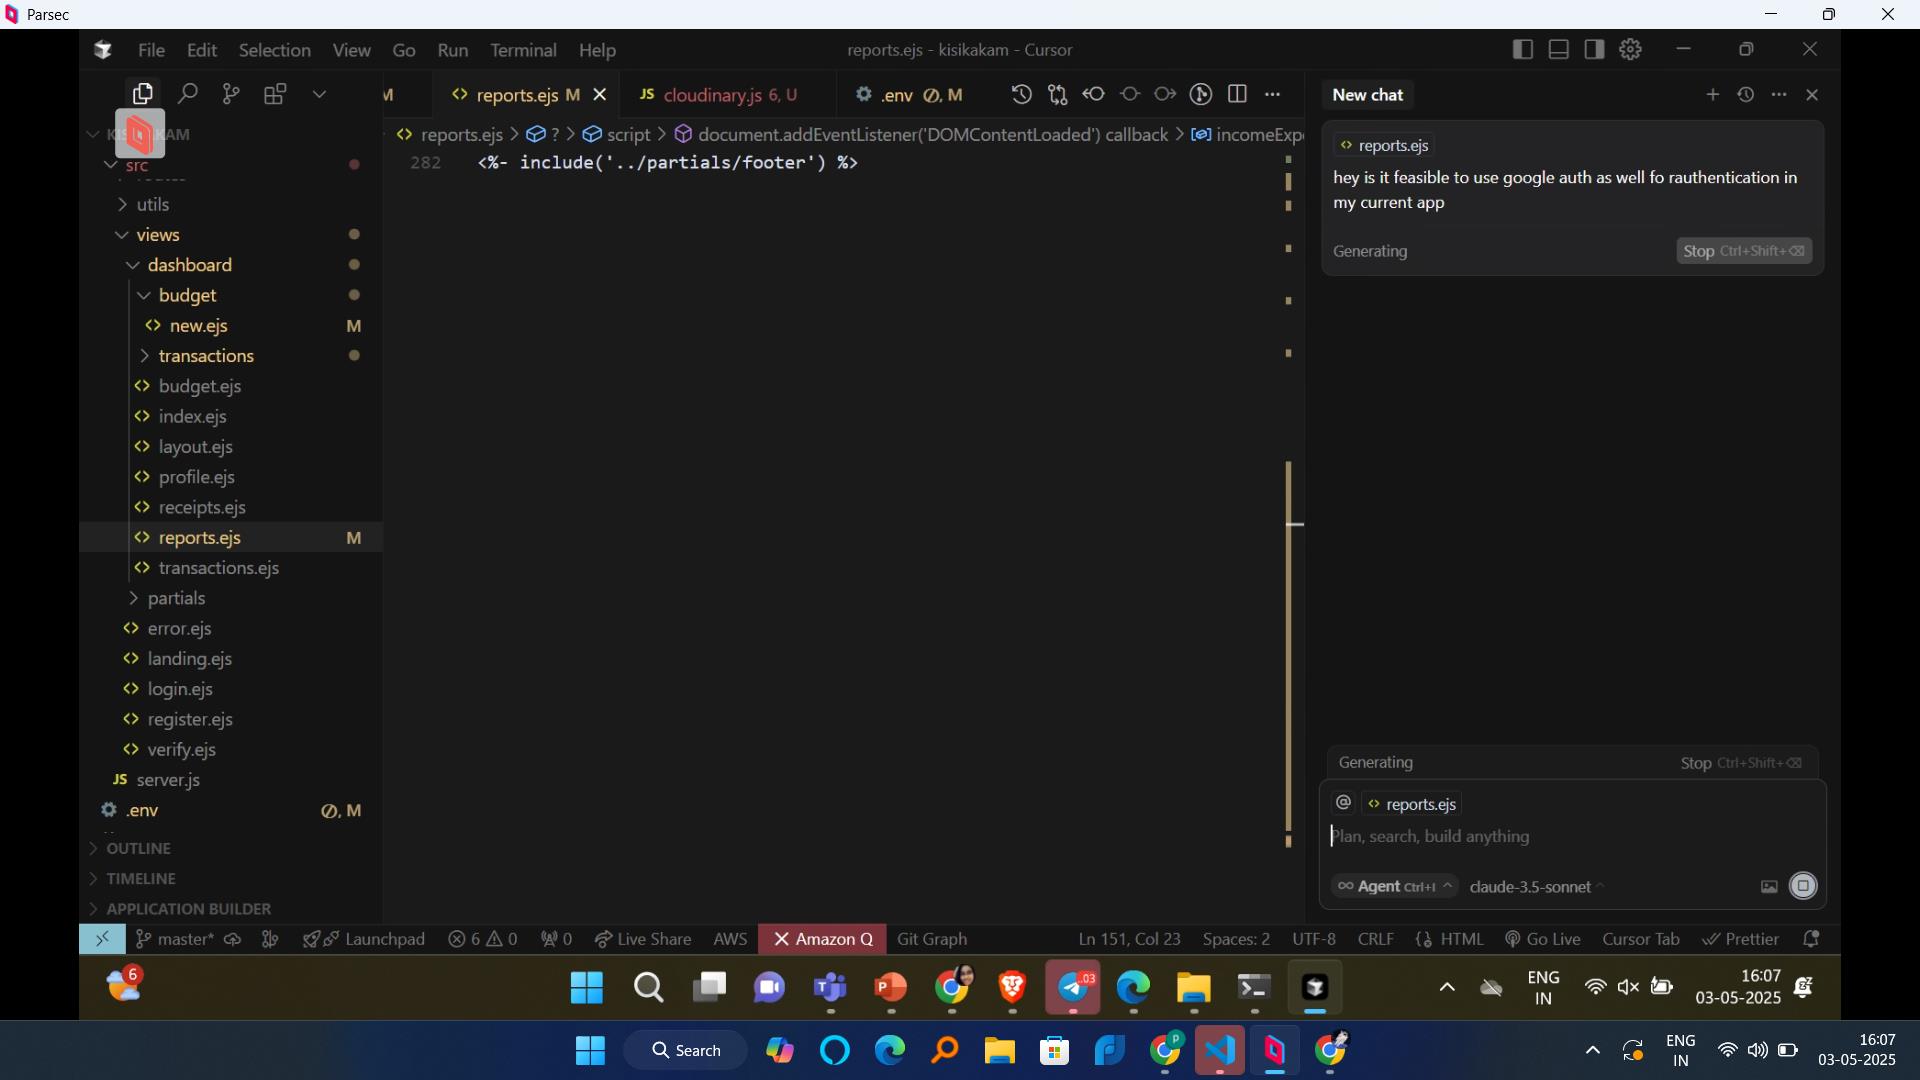 Parsec
File Edit Selection View Go Run Terminal Help
reports.ejs - kisikakam - Cursor
M
reports.ejs M
JS cloudinary.js 6, U
.env M
New chat
reports.ejs > ? > script > document.addEventListener('DOMContentLoaded') callback > incomeExp
282 <%- include('../partials/footer') %>
src
utils
views
dashboard
budget
new.ejs M
transactions
budget.ejs
index.ejs
layout.ejs
profile.ejs
receipts.ejs
reports.ejs M
transactions.ejs
partials
error.ejs
landing.ejs
login.ejs
register.ejs
verify.ejs
JS server.js
.env M
OUTLINE
TIMELINE
APPLICATION BUILDER
reports.ejs
hey is it feasible to use google auth as well fo rauthentication in
my current app
Generating Stop Ctrl+Shift+
Generating Stop Ctrl+Shift+
@ reports.ejs
Plan, search, build anything
Agent Ctrl+I claude-3.5-sonnet
master* Launchpad 6 0 0 Live Share AWS Amazon Q Git Graph Ln 151, Col 23 Spaces: 2 UTF-8 CRLF {} HTML Go Live Cursor Tab Prettier
6
.03
ENG
IN
16:07
03-05-2025
Search
P
ENG
IN
16:07
03-05-2025